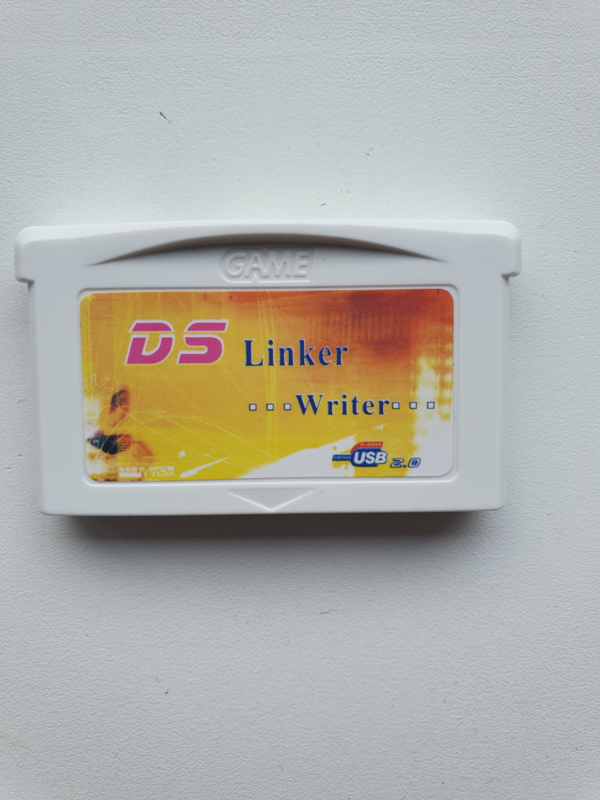 GAME
DS Linker
...Writer...
USB 2.0